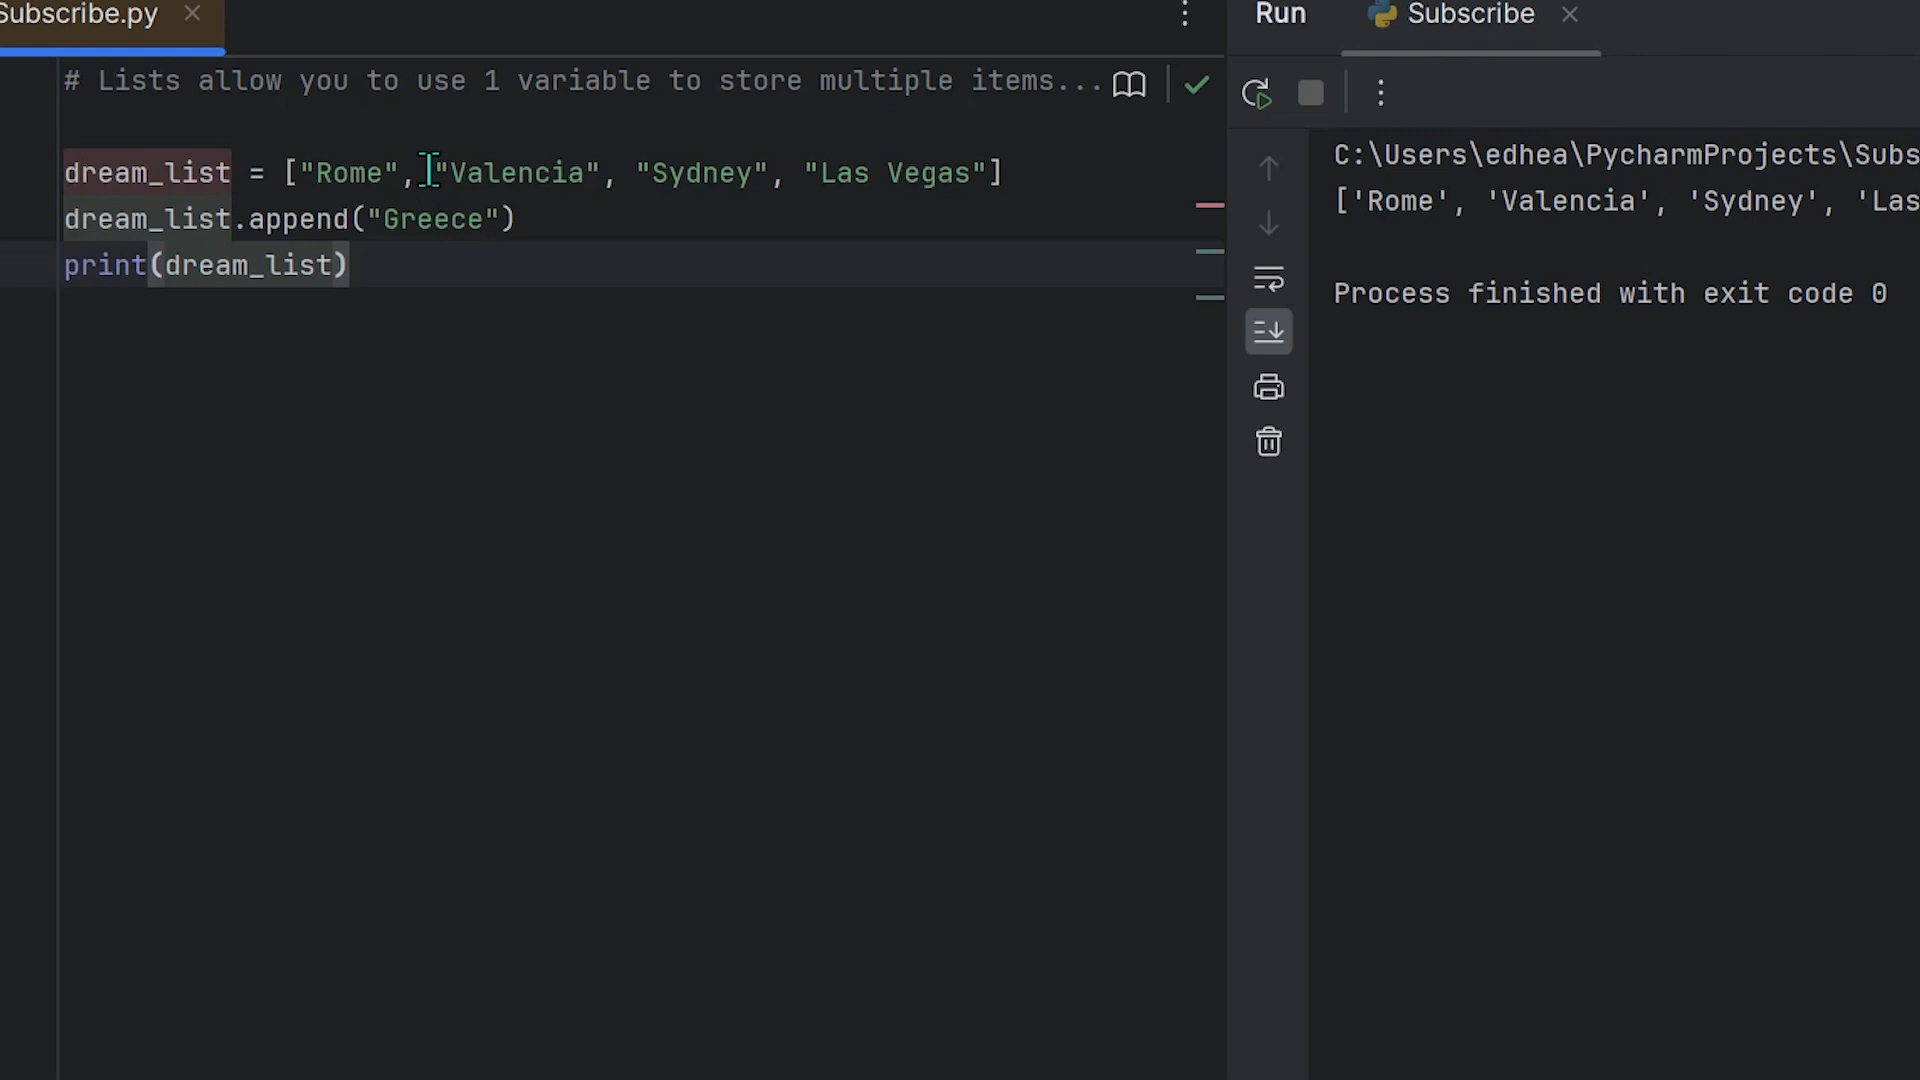 Subscribe.py
# Lists allow you to use 1 variable to store multiple items...
dream_list = ["Rome", "Valencia", "Sydney", "Las Vegas"]
dream_list.append("Greece")
print(dream_list)
Run Subscribe
C:\Users\edhea\PycharmProjects\Subs
['Rome', 'Valencia', 'Sydney', 'Las
Process finished with exit code 0